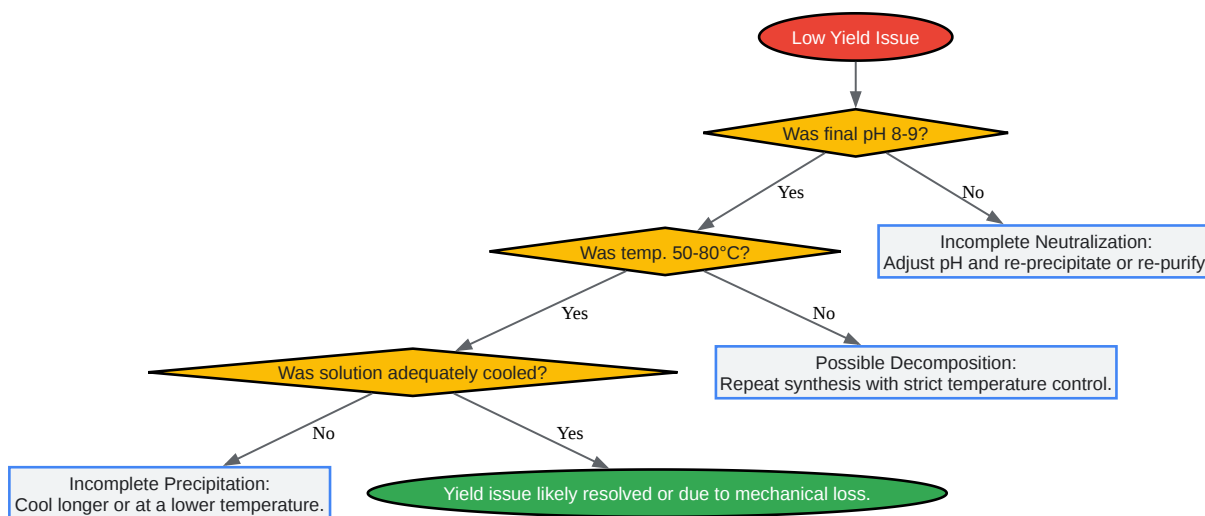 Low Yield Issue
Was final pH 8-9?
Yes
No
Was temp. 50-80°C?
Incomplete Neutralization:
Adjust pH and re-precipitate or re-purify.
Yes
No
Was solution adequately cooled?
Possible Decomposition:
Repeat synthesis with strict temperature control.
No
Yes
Incomplete Precipitation:
Cool longer or at a lower temperature.
Yield issue likely resolved or due to mechanical loss.